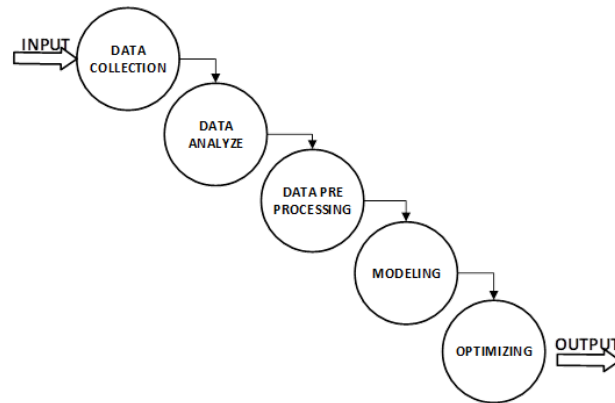 INPUT
DATA
COLLECTION
DATA
ANALYZE
DATA PRE
PROCESSING
MODELING
OPTIMIZING
OUTPUT